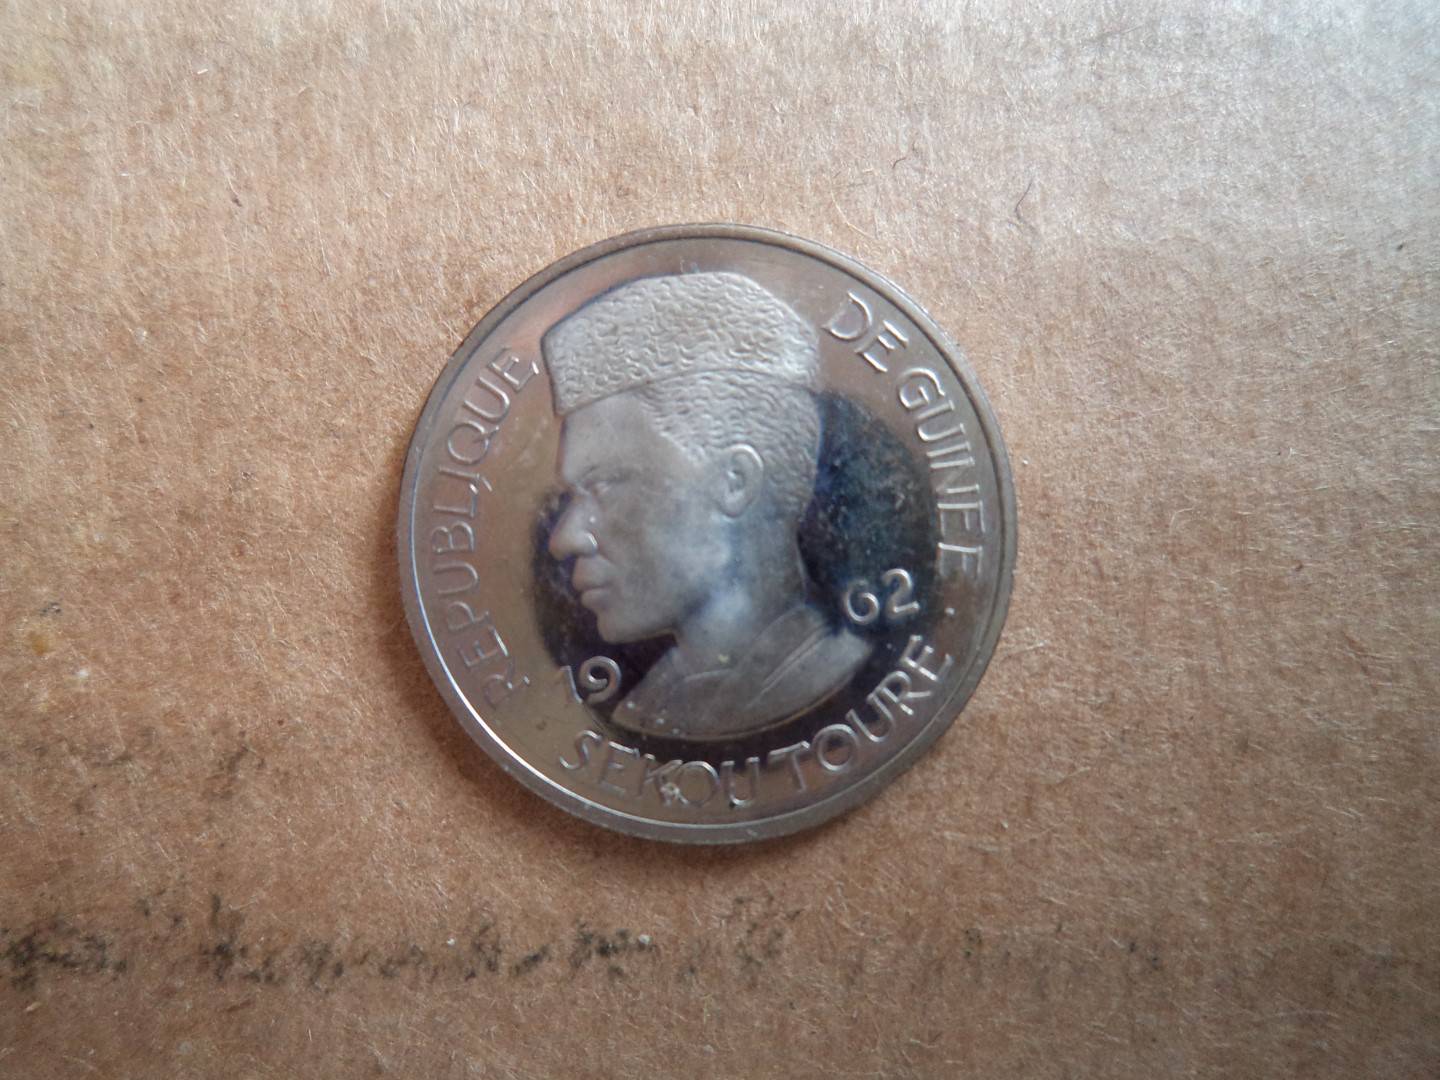 REPUBLIQUE DE GUINEE
1962
SEKOU TOURE